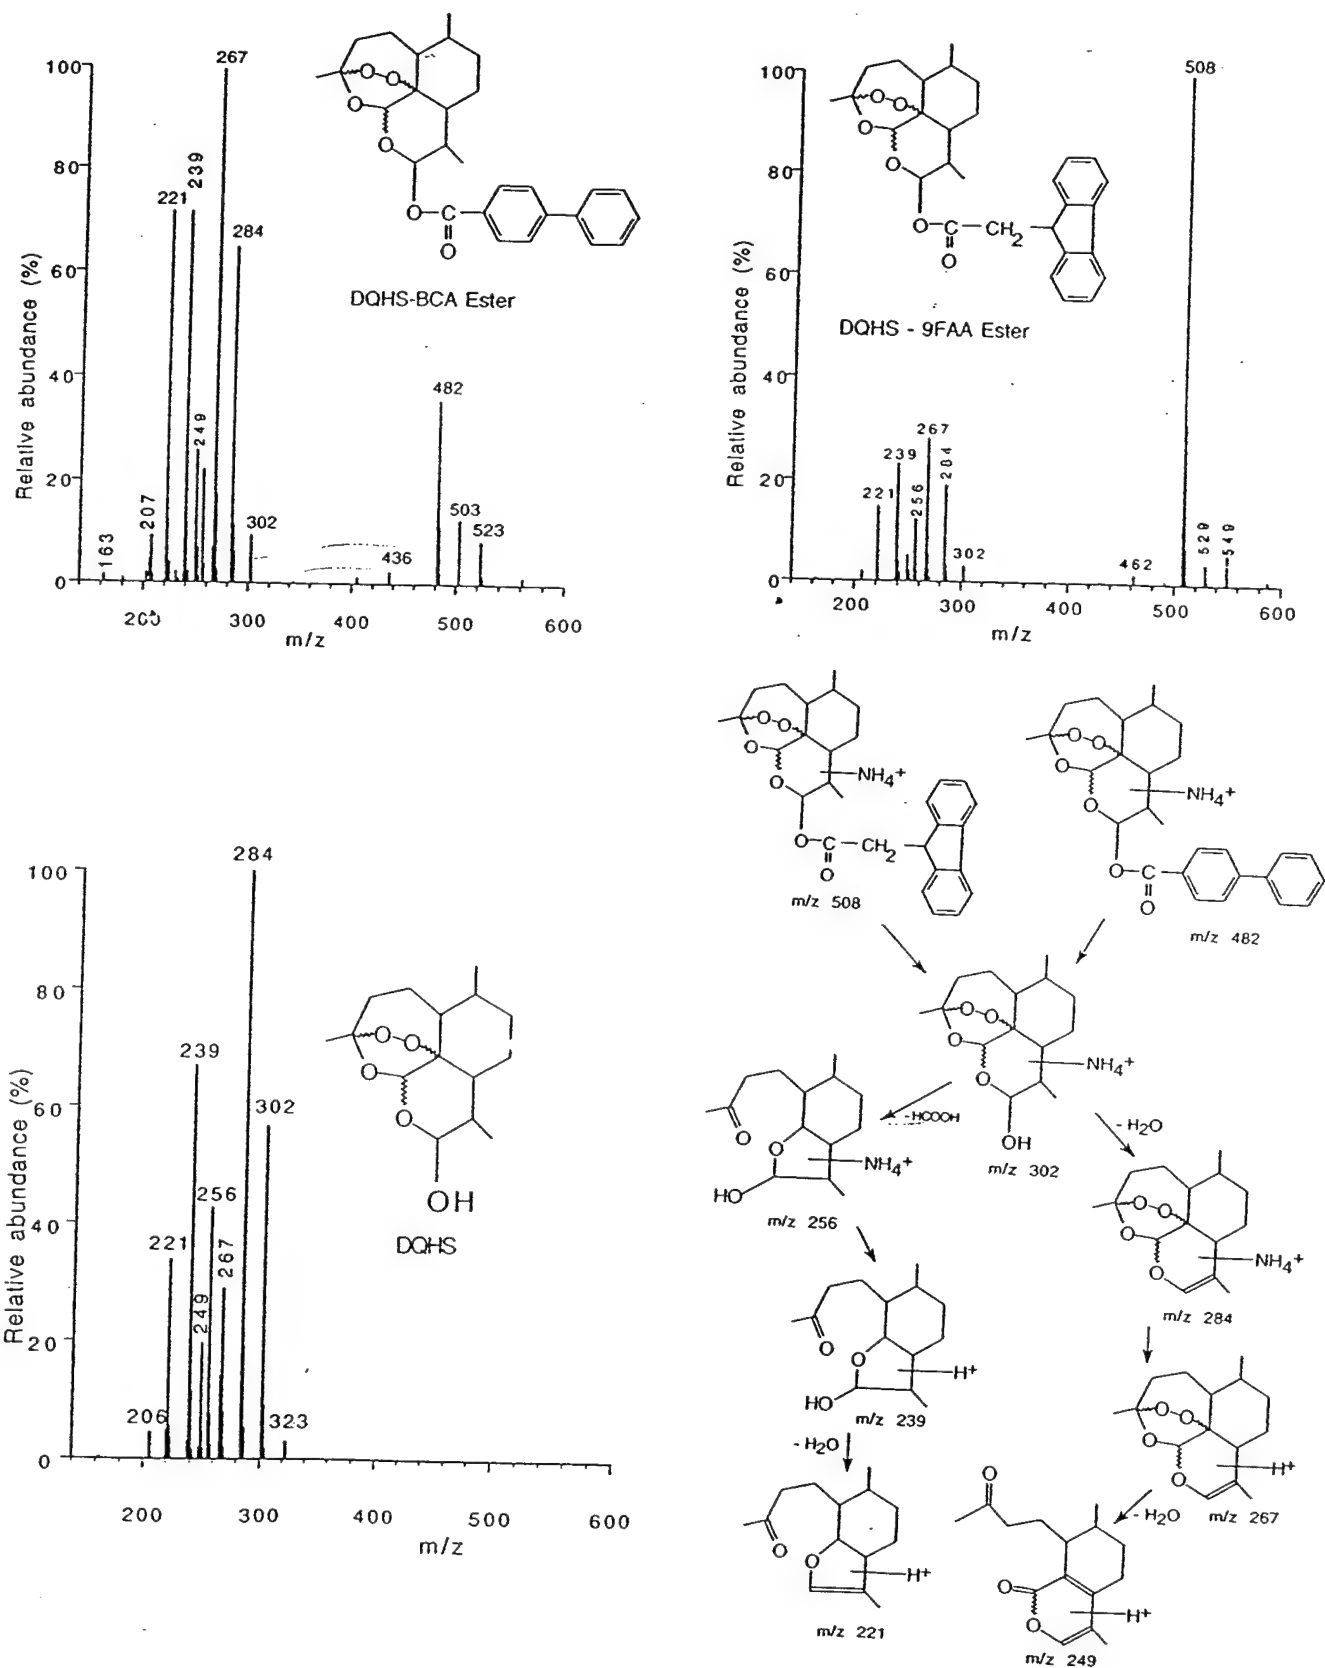 100
80
60
40
20
0
Relative abundance (%)
163
207
221
239
249
267
284
302
436
482
503
523
200
300
400
500
600
m/z
O
O
O
O
O
C
O
DQHS-BCA Ester
100
80
60
40
20
0
Relative abundance (%)
221
239
256
267
284
302
462
508
529
549
200
300
400
500
600
m/z
O
O
O
O
O
C
CH2
O
DQHS - 9FAA Ester
100
80
60
40
20
0
Relative abundance (%)
206
221
239
249
256
267
284
302
323
200
300
400
500
600
m/z
O
O
O
O
OH
DQHS
O
O
O
O
NH4+
O
C
CH2
O
m/z 508
O
O
O
O
NH4+
O
C
O
m/z 482
O
O
O
O
NH4+
OH
m/z 302
-HCOOH
- H2O
O
O
HO
NH4+
m/z 256
O
O
O
O
NH4+
m/z 284
O
O
HO
H+
m/z 239
- H2O
O
O
O
O
H+
m/z 267
- H2O
O
O
H+
m/z 221
O
O
O
H+
m/z 249